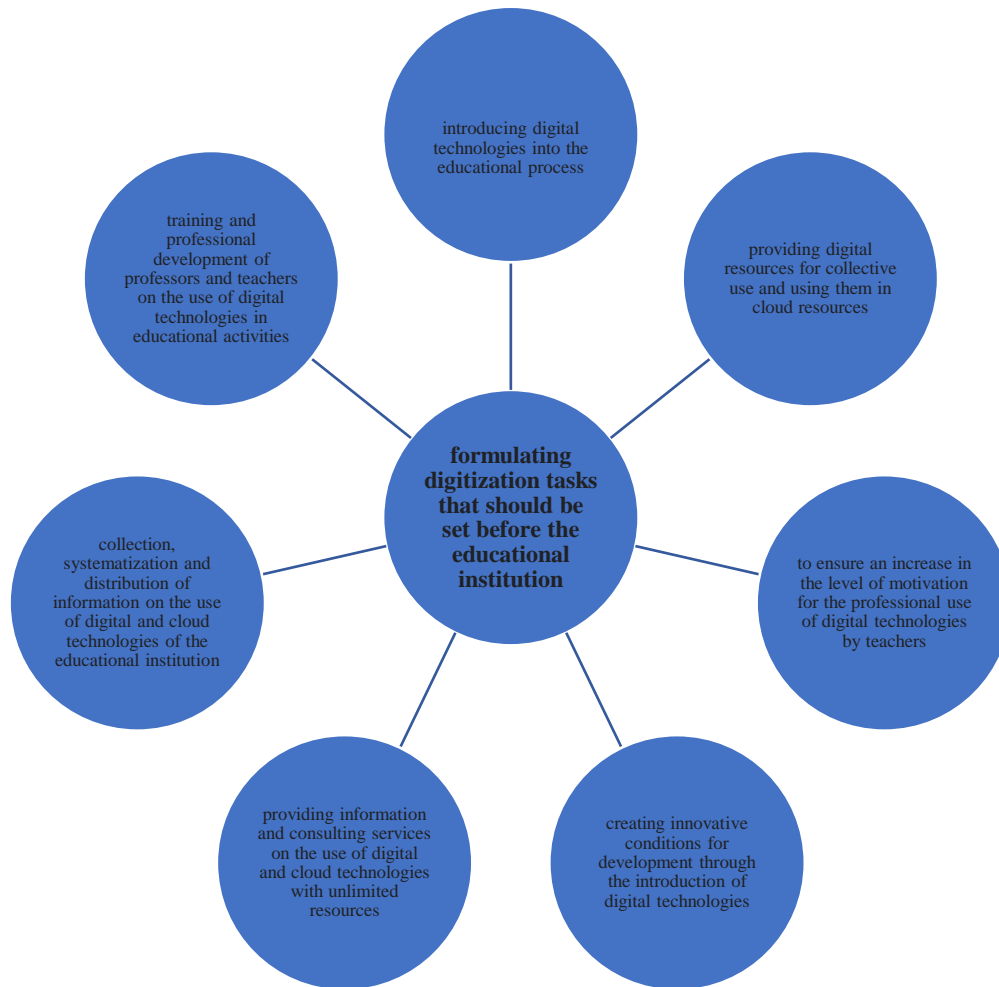 introducing digital
technologies into the
educational process
training and
professional
development of
professors and teachers
on the use of digital
technologies in
educational activities
providing digital
resources for collective
use and using them in
cloud resources
formulating
digitization tasks
that should be
set before the
educational
institution
collection,
systematization and
distribution of
information on the use
of digital and cloud
technologies of the
educational institution
to ensure an increase in
the level of motivation
for the professional use
of digital technologies
by teachers
providing information
and consulting services
on the use of digital
and cloud technologies
with unlimited
resources
creating innovative
conditions for
development through
the introduction of
digital technologies